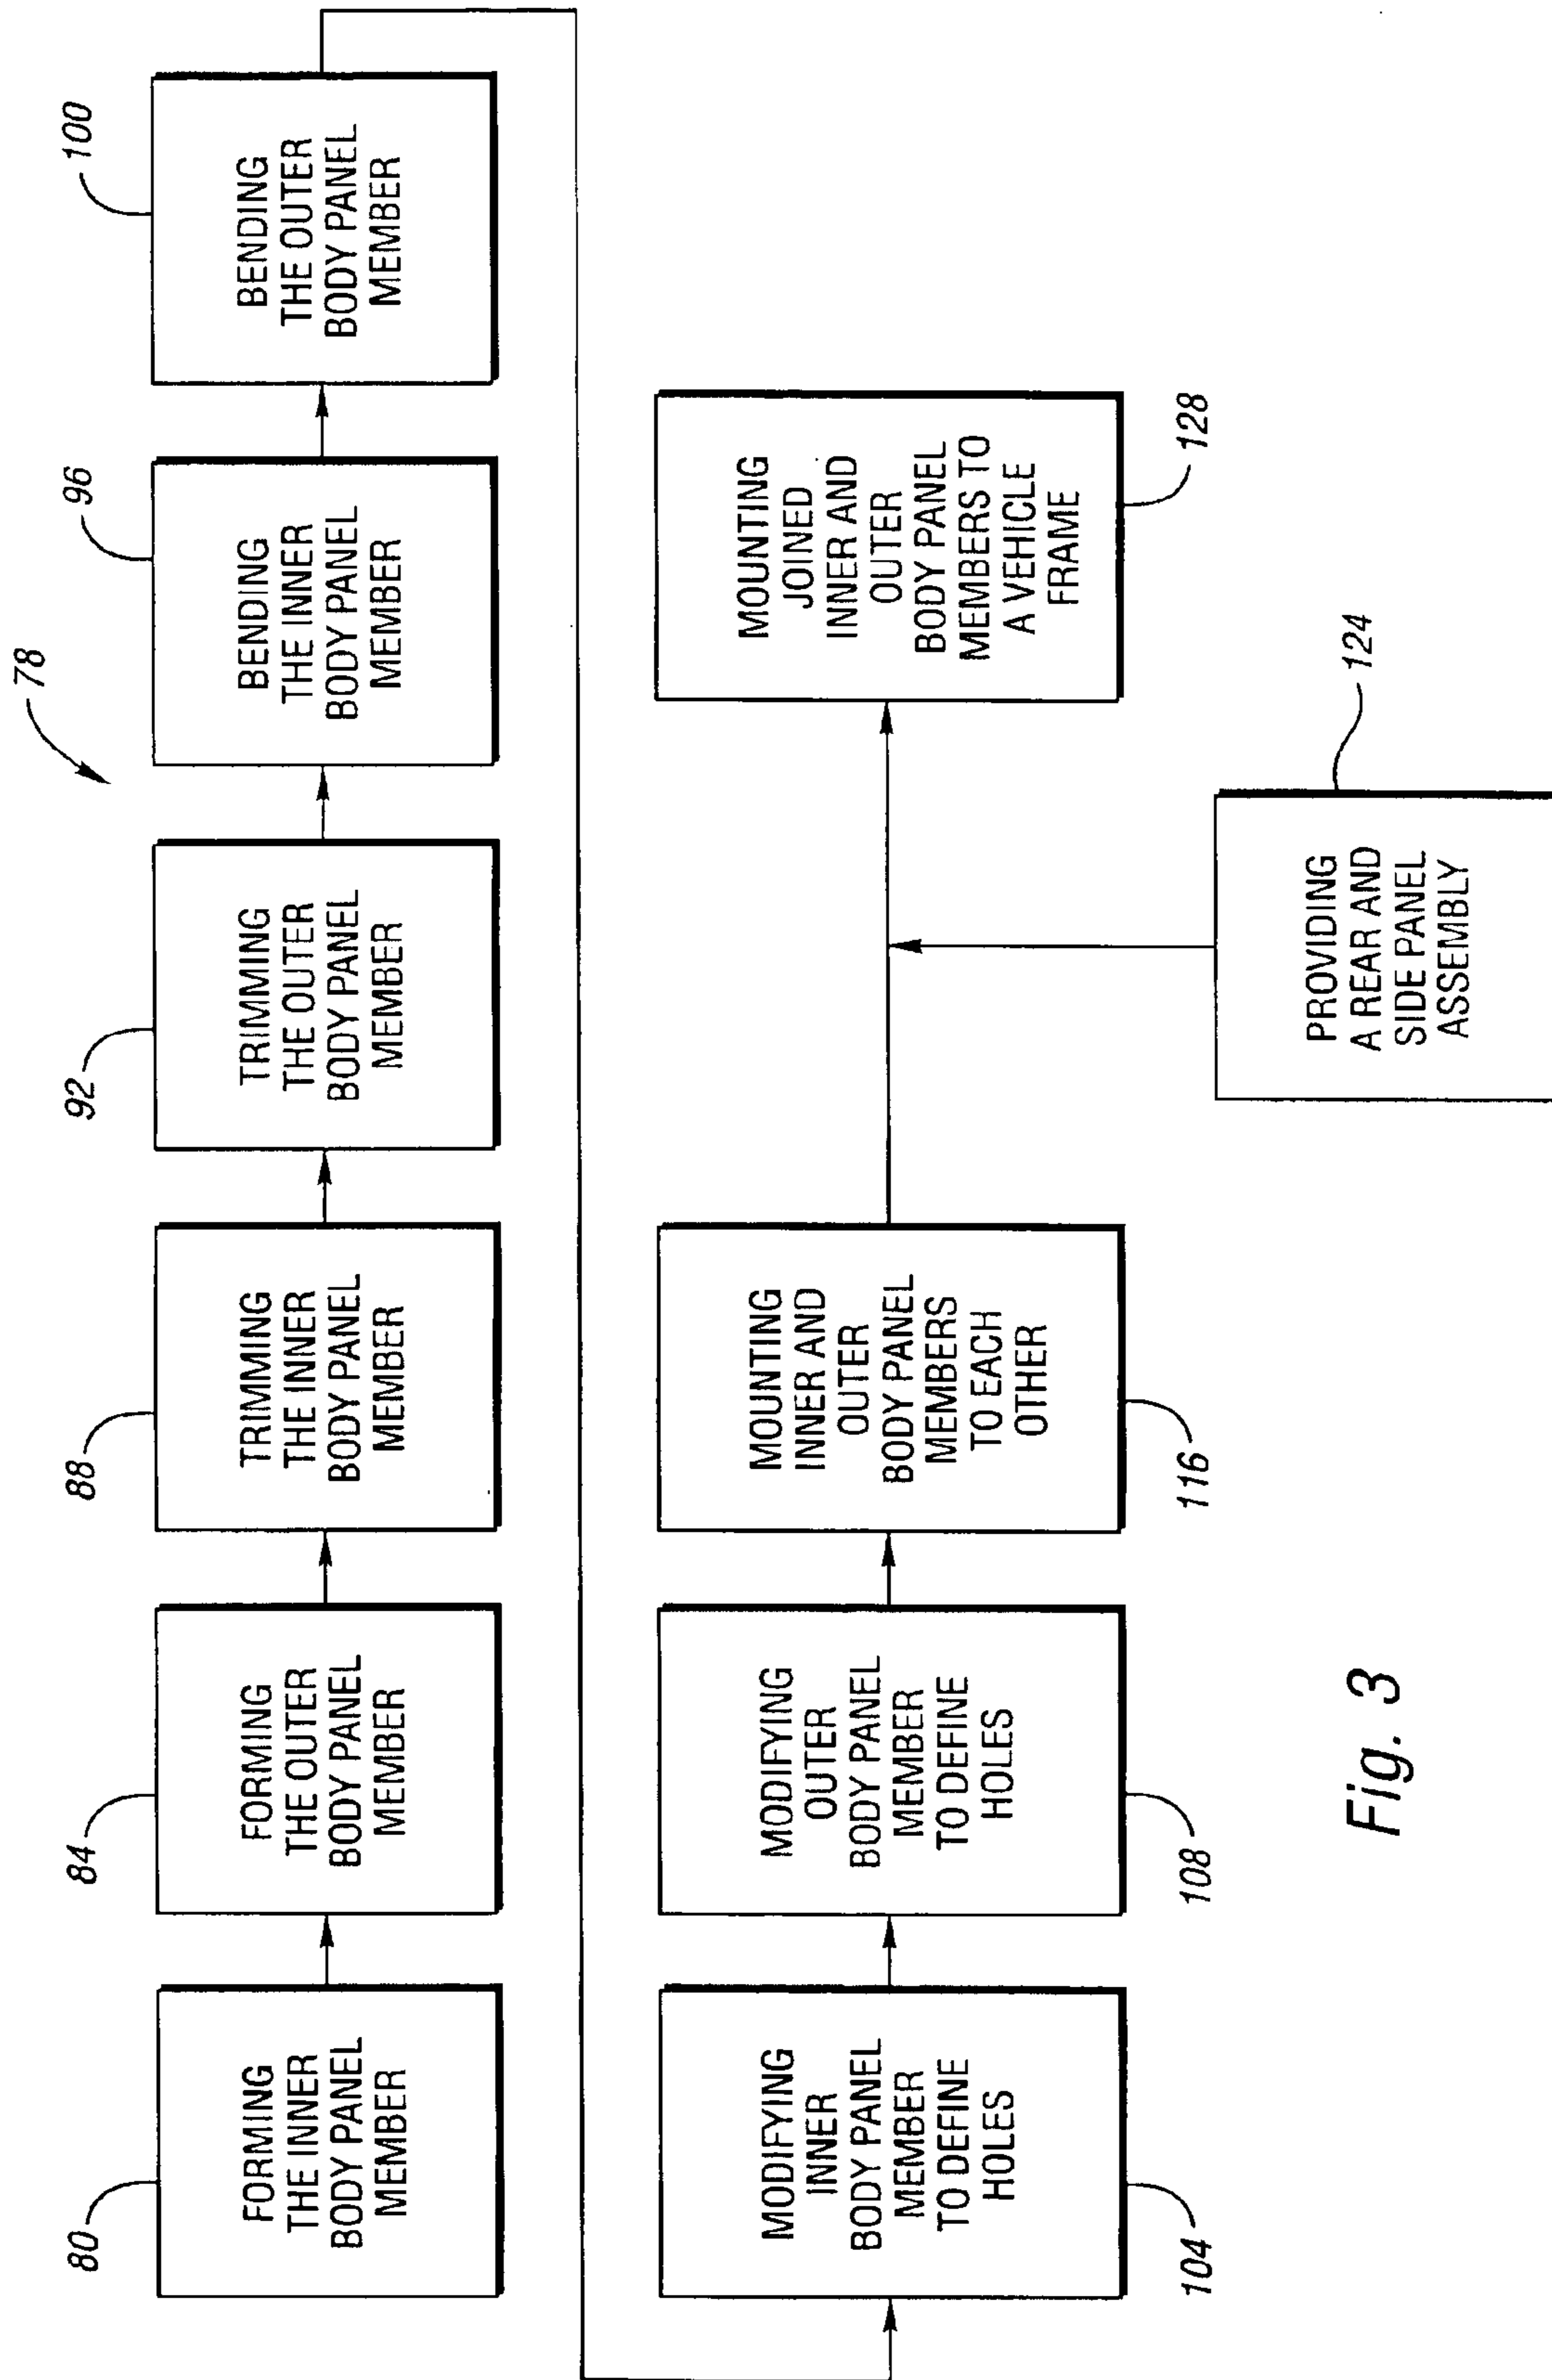 78
80
FORMING
THE INNER
BODY PANEL
MEMBER
84
FORMING
THE OUTER
BODY PANEL
MEMBER
88
TRIMMING
THE INNER
BODY PANEL
MEMBER
92
TRIMMING
THE OUTER
BODY PANEL
MEMBER
96
BENDING
THE INNER
BODY PANEL
MEMBER
100
BENDING
THE OUTER
BODY PANEL
MEMBER
MODIFYING
INNER
BODY PANEL
MEMBER
TO DEFINE
HOLES
104
MODIFYING
OUTER
BODY PANEL
MEMBER
TO DEFINE
HOLES
108
MOUNTING
INNER AND
OUTER
BODY PANEL
MEMBERS
TO EACH
OTHER
116
MOUNTING
JOINED
INNER AND
OUTER
BODY PANEL
MEMBERS TO
A VEHICLE
FRAME
128
124
PROVIDING
A REAR AND
SIDE PANEL
ASSEMBLY
Fig. 3